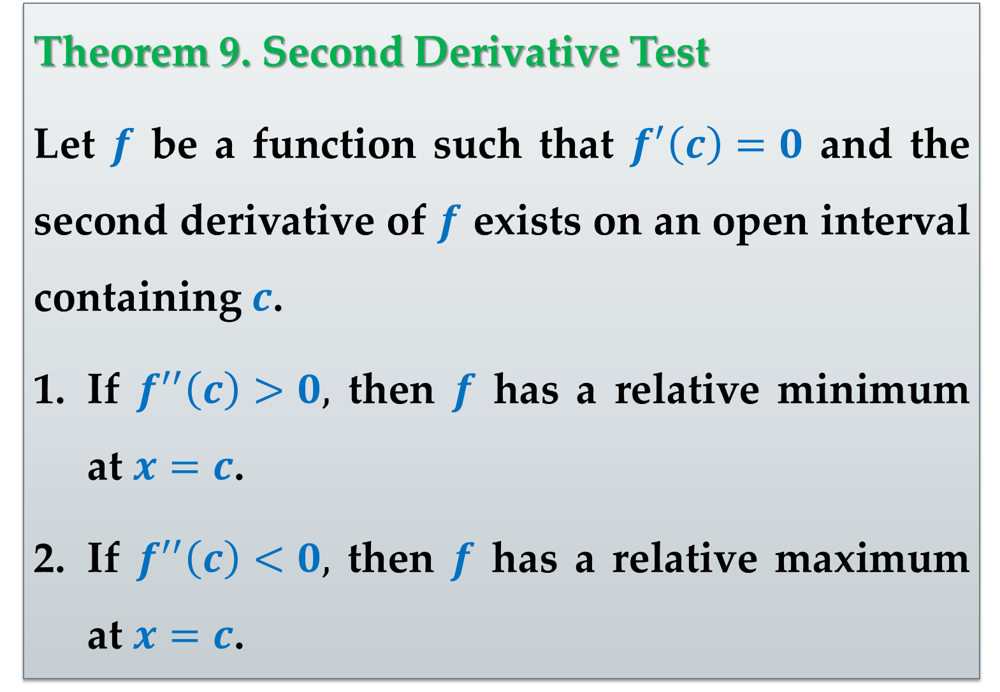 Theorem 9. Second Derivative Test
Let f be a function such that f′(c) = 0 and the
second derivative of f exists on an open interval
containing c.
1. If f′′(c) > 0, then f has a relative minimum
at x = c.
2. If f′′(c) < 0, then f has a relative maximum
at x = c.